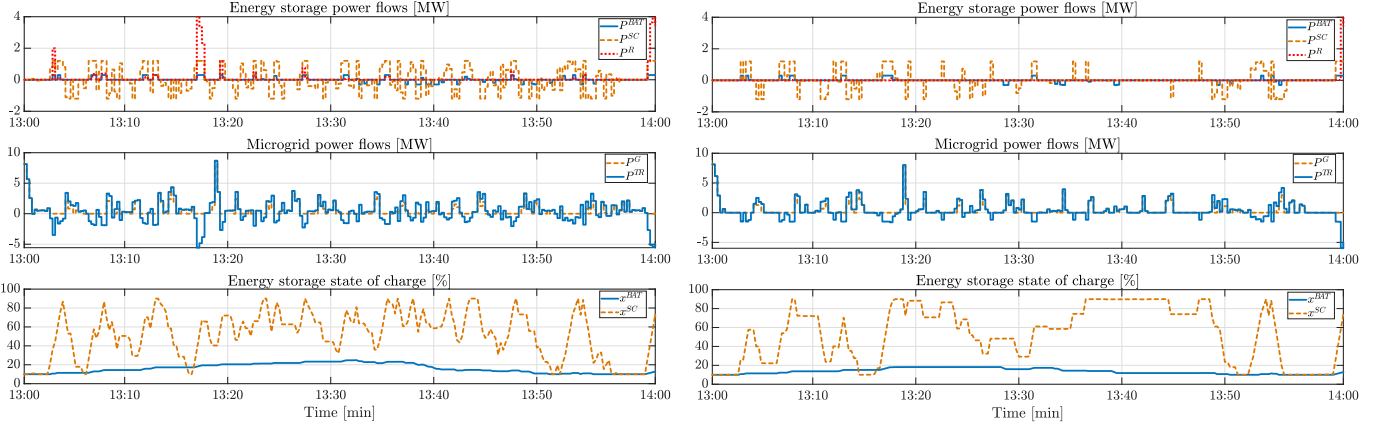 Energy storage power flows [MW]
4
2
0
-2
P^BAT
P^SC
P^R
13:00 13:10 13:20 13:30 13:40 13:50 14:00
Microgrid power flows [MW]
10
5
0
-5
P^G
P^TR
13:00 13:10 13:20 13:30 13:40 13:50 14:00
Energy storage state of charge [%]
100
80
60
40
20
0
x^BAT
x^SC
13:00 13:10 13:20 13:30 13:40 13:50 14:00
Time [min]
Energy storage power flows [MW]
4
2
0
-2
P^BAT
P^SC
P^R
13:00 13:10 13:20 13:30 13:40 13:50 14:00
Microgrid power flows [MW]
10
5
0
-5
P^G
P^TR
13:00 13:10 13:20 13:30 13:40 13:50 14:00
Energy storage state of charge [%]
100
80
60
40
20
0
x^BAT
x^SC
13:00 13:10 13:20 13:30 13:40 13:50 14:00
Time [min]